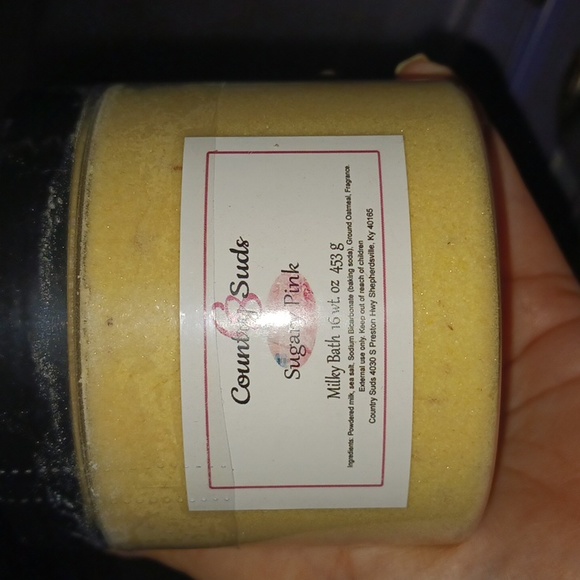 Country Suds
Sugary Pink
Milky Bath 16 wt. oz 453 g
Ingredients: Powdered milk, sea salt, Sodium Bicarbonate (baking soda), Ground Oatmeal, Fragrance.
External use only. Keep out of reach of children
Country Suds 4030 S Preston Hwy Shepherdsville, Ky 40165